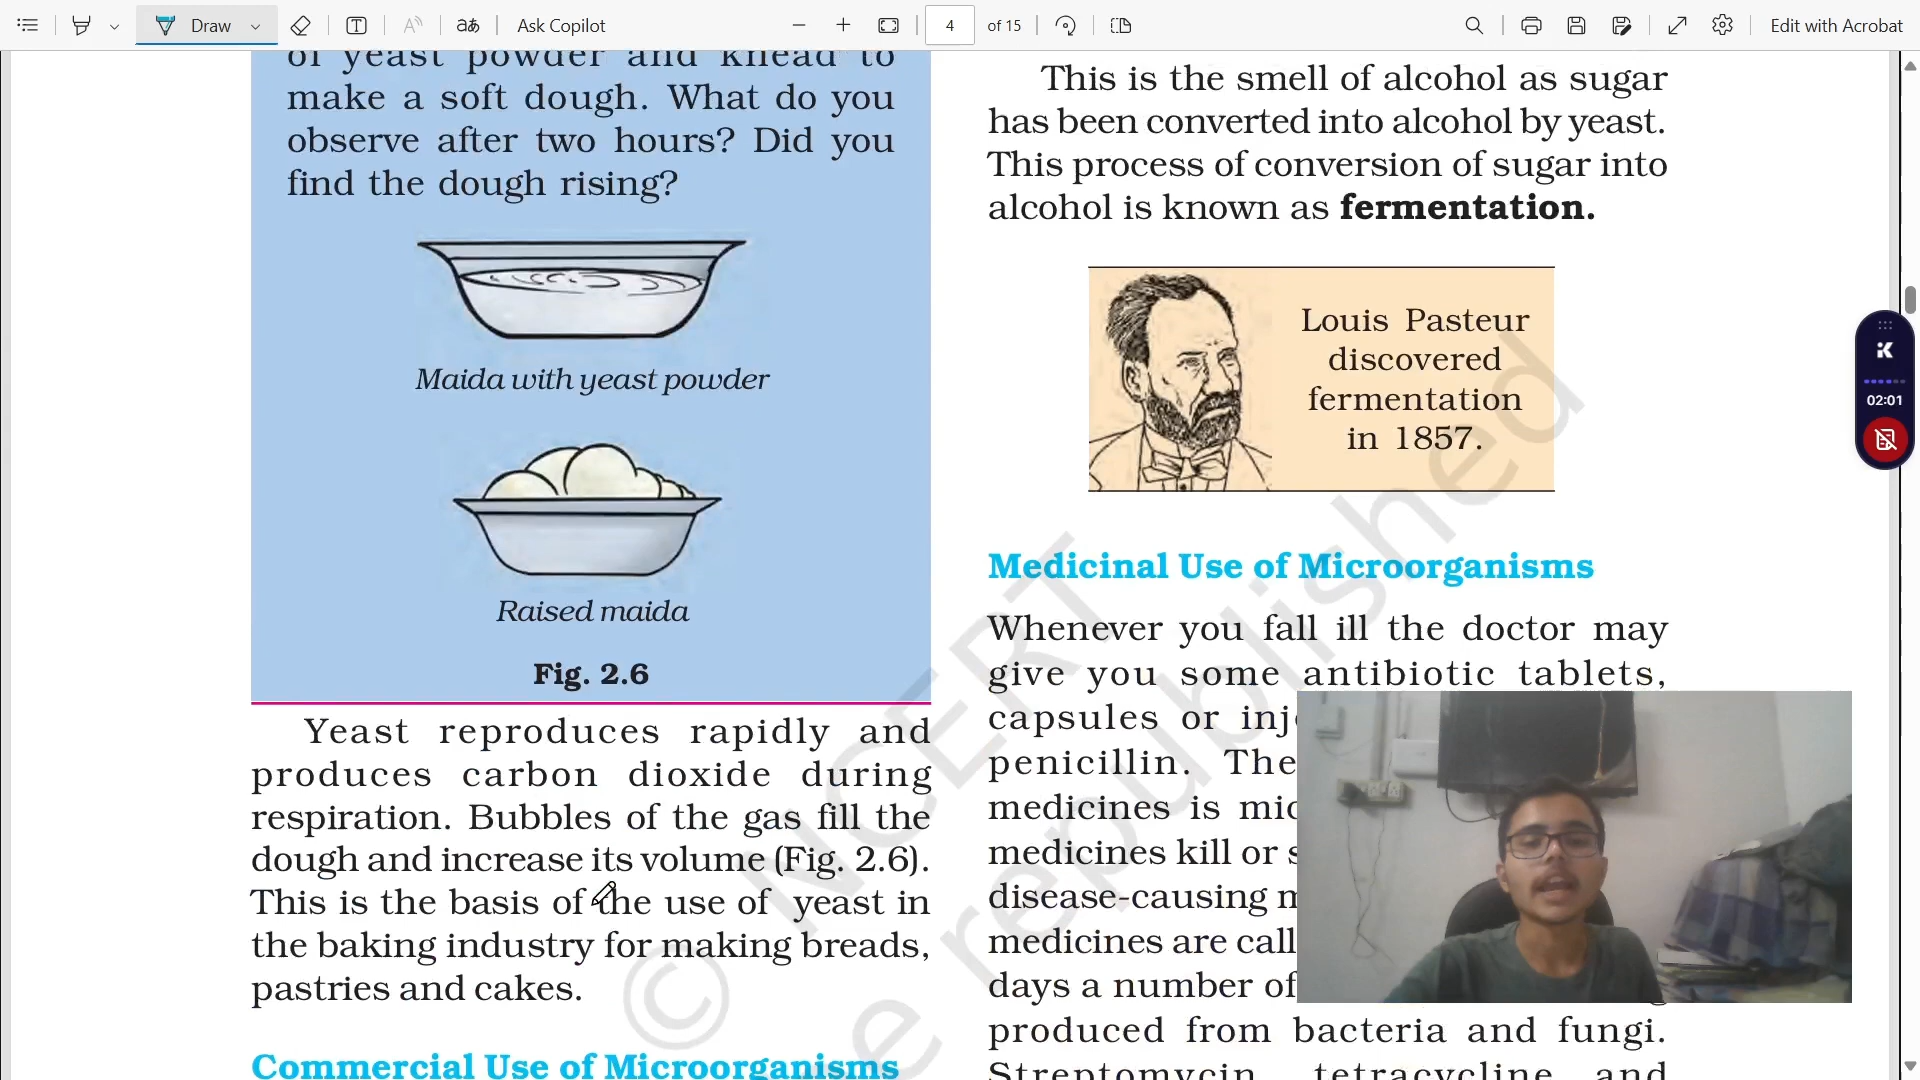 Draw
Ask Copilot
4
of 15
Edit with Acrobat
of yeast powder and knead to
make a soft dough. What do you
observe after two hours? Did you
find the dough rising?
Maida with yeast powder
Raised maida
Fig. 2.6
Yeast reproduces rapidly and
produces carbon dioxide during
respiration. Bubbles of the gas fill the
dough and increase its volume (Fig. 2.6).
This is the basis of the use of yeast in
the baking industry for making breads,
pastries and cakes.
Commercial Use of Microorganisms
This is the smell of alcohol as sugar
has been converted into alcohol by yeast.
This process of conversion of sugar into
alcohol is known as fermentation.
Louis Pasteur
discovered
fermentation
in 1857.
Medicinal Use of Microorganisms
Whenever you fall ill the doctor may
give you some antibiotic tablets,
capsules or
penicillin. The
medicines is
medicines kill or
disease-causing
medicines are
days a number of
produced from bacteria and fungi.
Streptomycin, tetracycline and
© NCERT
republished
02:01